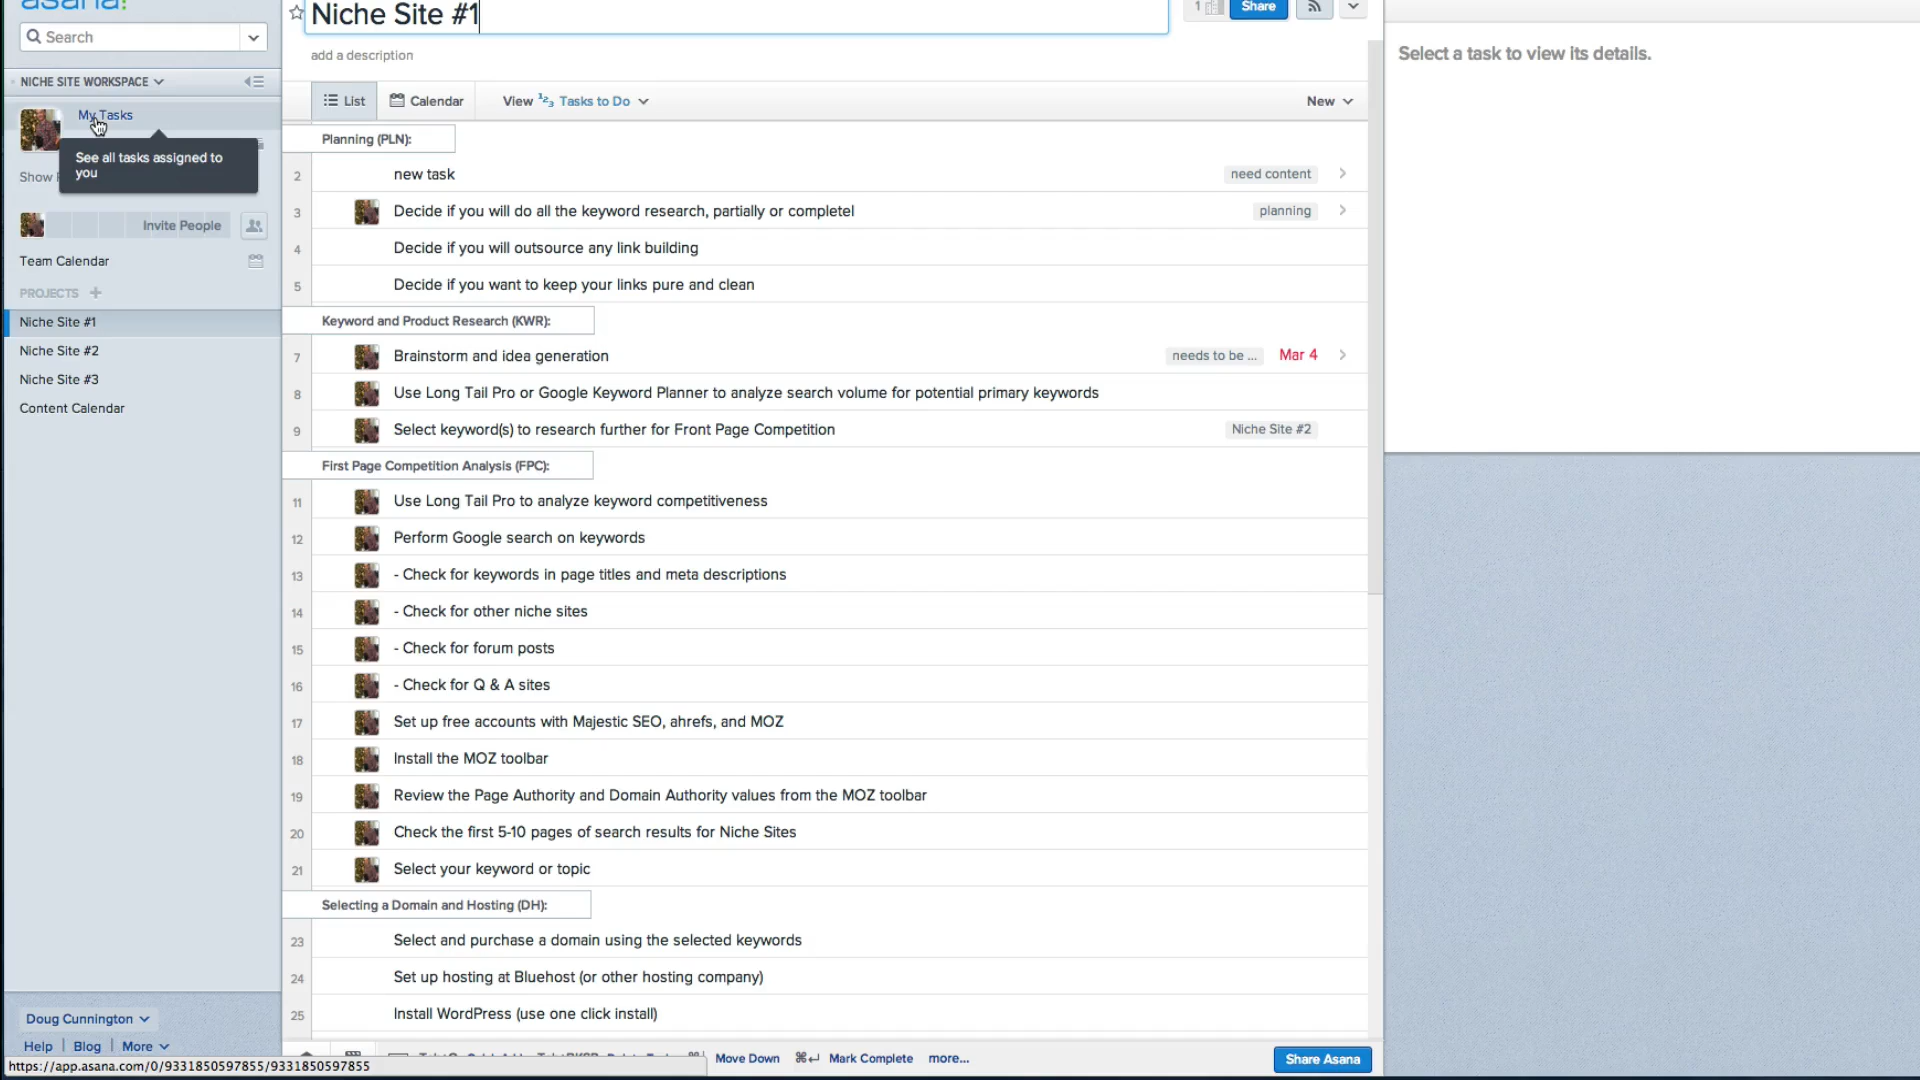 asana:
Search
NICHE SITE WORKSPACE
My Tasks
See all tasks assigned to
you
Show
Invite People
Team Calendar
PROJECTS +
Niche Site #1
Niche Site #2
Niche Site #3
Content Calendar
Doug Cunnington
Help | Blog | More
https://app.asana.com/0/9331850597855/9331850597855
Niche Site #1
1 Share
add a description
List Calendar View Tasks to Do New
Planning (PLN):
2 new task need content
3 Decide if you will do all the keyword research, partially or completel planning
4 Decide if you will outsource any link building
5 Decide if you want to keep your links pure and clean
Keyword and Product Research (KWR):
7 Brainstorm and idea generation needs to be ... Mar 4
8 Use Long Tail Pro or Google Keyword Planner to analyze search volume for potential primary keywords
9 Select keyword(s) to research further for Front Page Competition Niche Site #2
First Page Competition Analysis (FPC):
11 Use Long Tail Pro to analyze keyword competitiveness
12 Perform Google search on keywords
13 - Check for keywords in page titles and meta descriptions
14 - Check for other niche sites
15 - Check for forum posts
16 - Check for Q & A sites
17 Set up free accounts with Majestic SEO, ahrefs, and MOZ
18 Install the MOZ toolbar
19 Review the Page Authority and Domain Authority values from the MOZ toolbar
20 Check the first 5-10 pages of search results for Niche Sites
21 Select your keyword or topic
Selecting a Domain and Hosting (DH):
23 Select and purchase a domain using the selected keywords
24 Set up hosting at Bluehost (or other hosting company)
25 Install WordPress (use one click install)
Move Down ⌘↵ Mark Complete more...
Share Asana
Select a task to view its details.